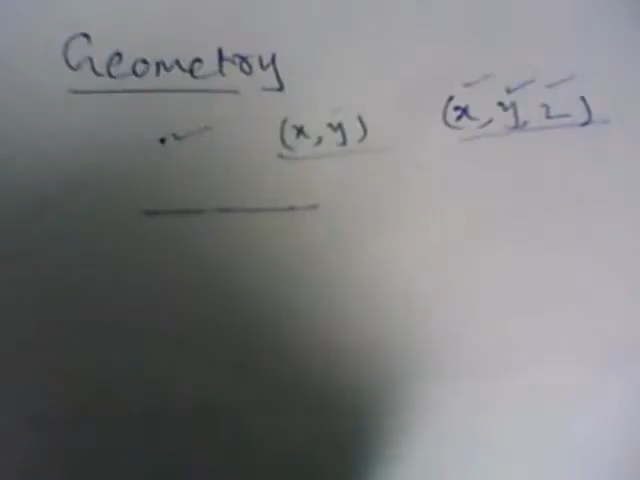 Geometry
. (x, y) (x, y, z)